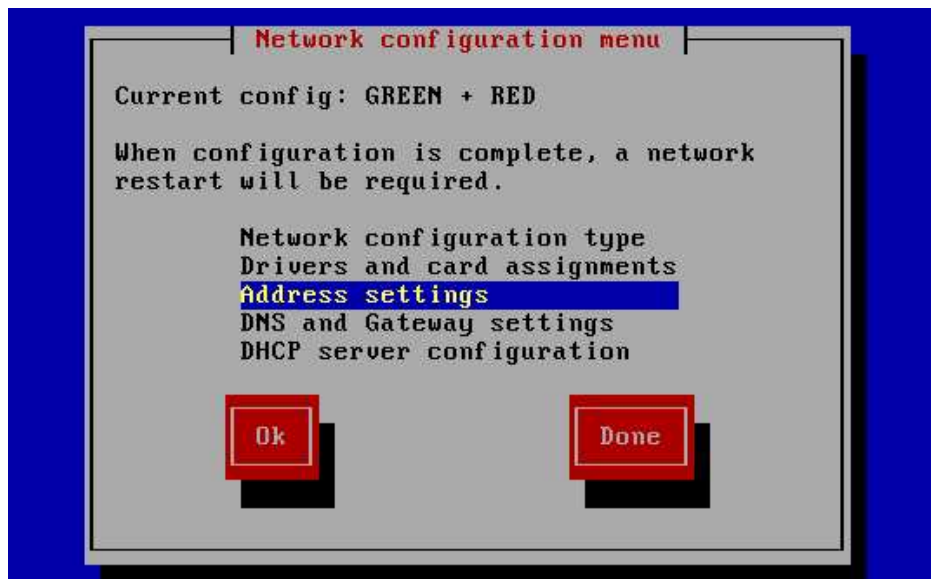 Network configuration menu
Current config: GREEN + RED
When configuration is complete, a network
restart will be required.
Network configuration type
Drivers and card assignments
Address settings
DNS and Gateway settings
DHCP server configuration
Ok
Done